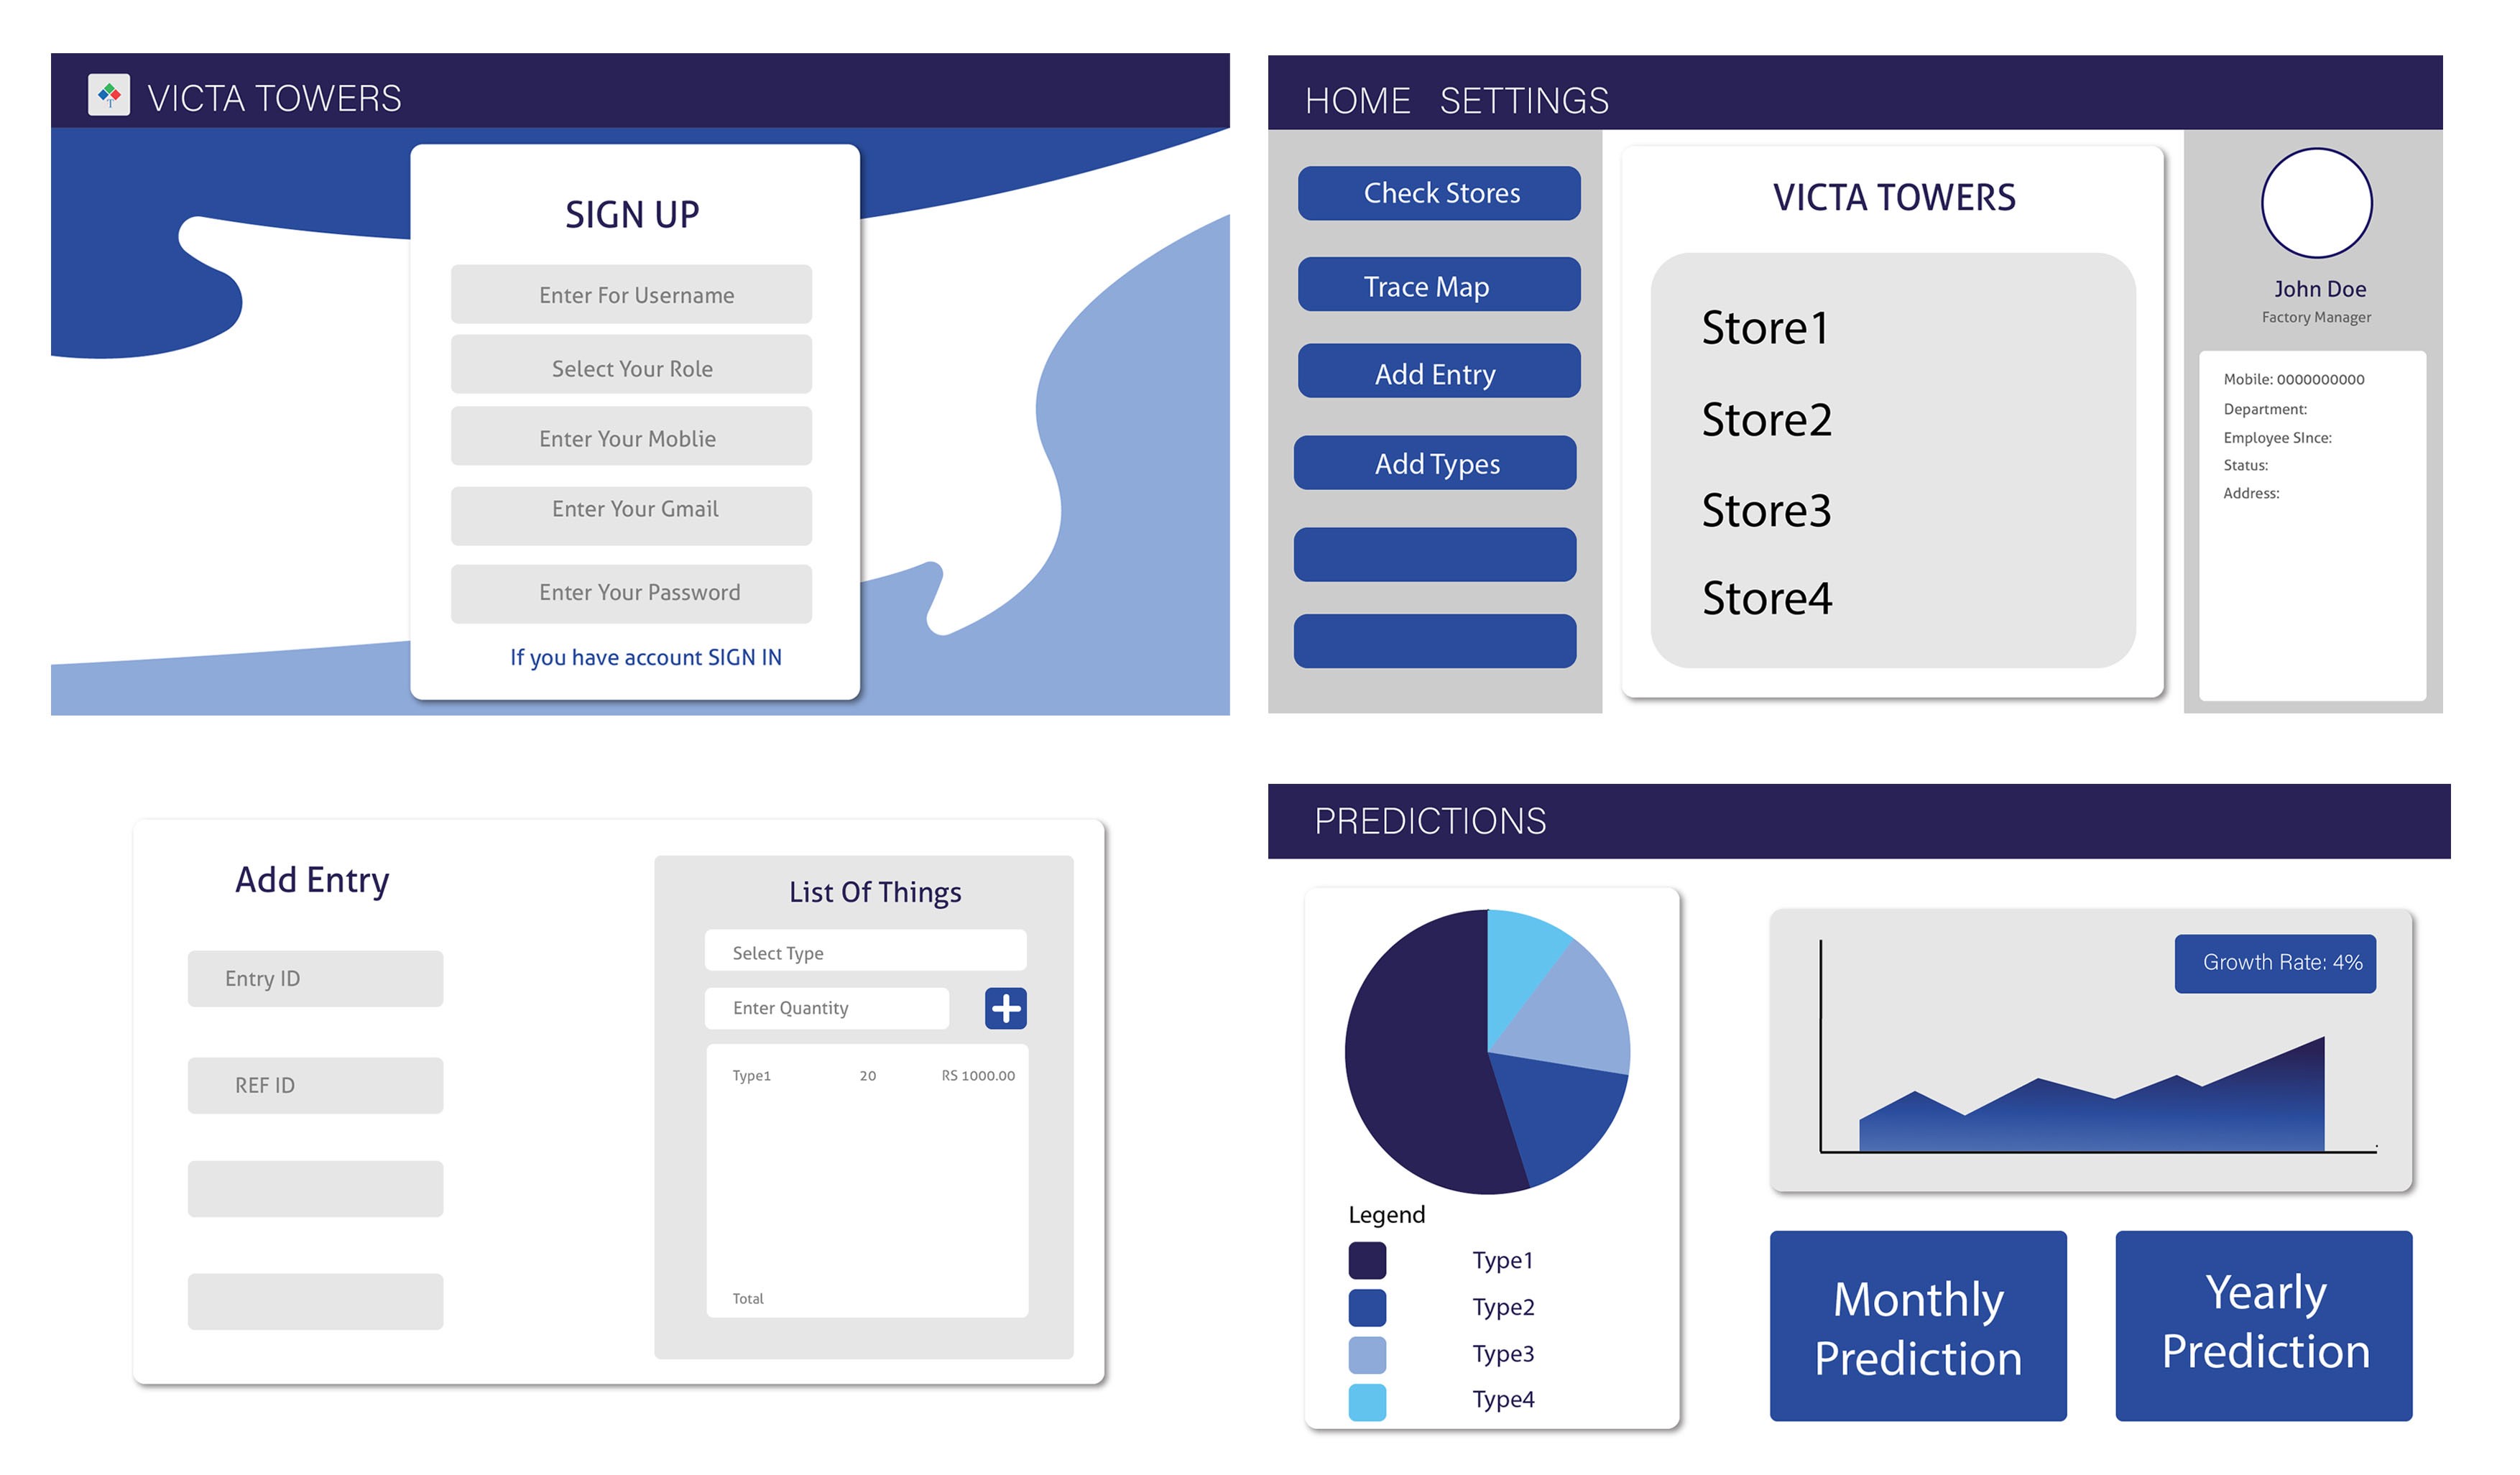 VICTA TOWERS
SIGN UP
Enter For Username
Select Your Role
Enter Your Moblie
Enter Your Gmail
Enter Your Password
If you have account SIGN IN
HOME SETTINGS
Check Stores
Trace Map
Add Entry
Add Types
VICTA TOWERS
Store1
Store2
Store3
Store4
John Doe
Factory Manager
Mobile: 0000000000
Department:
Employee SInce:
Status:
Address:
Add Entry
Entry ID
REF ID
List Of Things
Select Type
Enter Quantity
Type1 20 RS 1000.00
Total
PREDICTIONS
Legend
Type1
Type2
Type3
Type4
Growth Rate: 4%
Monthly
Prediction
Yearly
Prediction